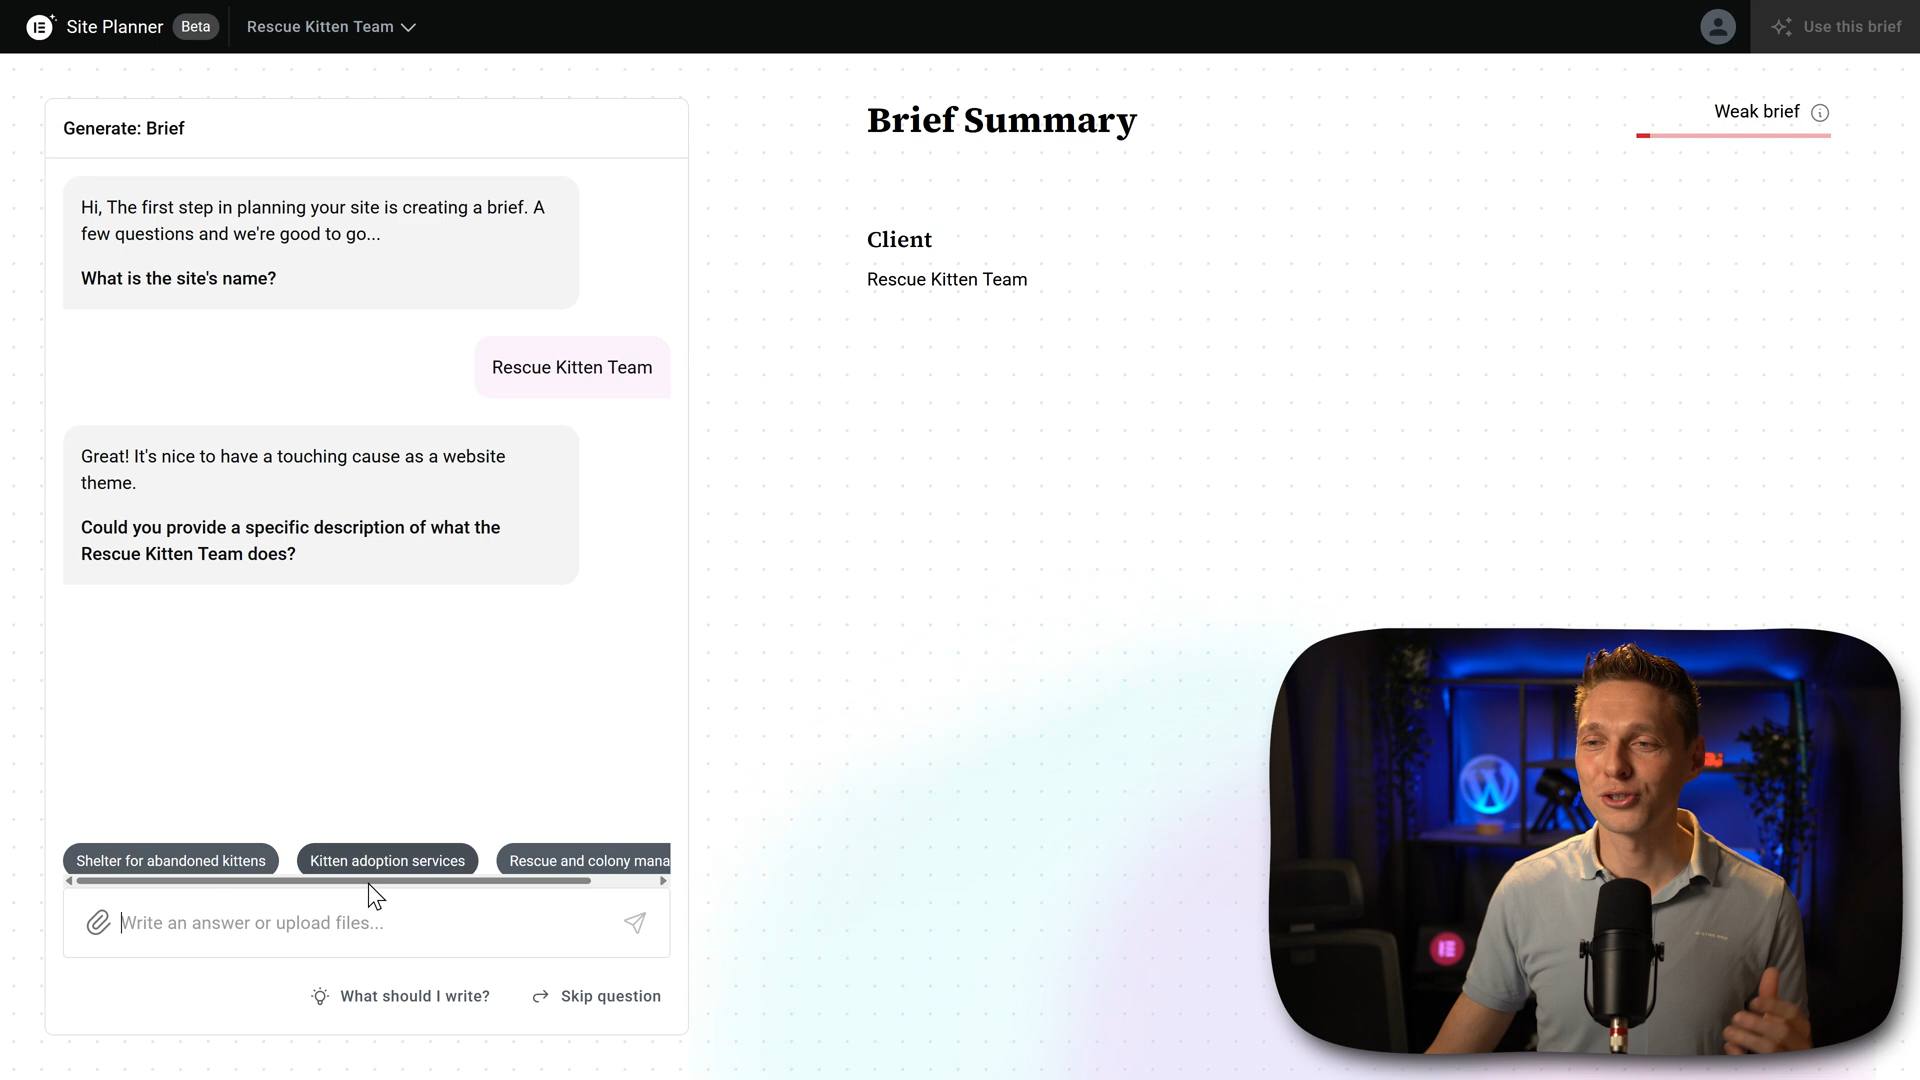 Site Planner
Beta
Rescue Kitten Team
Use this brief
Generate: Brief
Hi, The first step in planning your site is creating a brief. A
few questions and we're good to go...
What is the site's name?
Rescue Kitten Team
Great! It's nice to have a touching cause as a website
theme.
Could you provide a specific description of what the
Rescue Kitten Team does?
Shelter for abandoned kittens
Kitten adoption services
Rescue and colony mana
Write an answer or upload files...
What should I write?
Skip question
Brief Summary
Weak brief
Client
Rescue Kitten Team